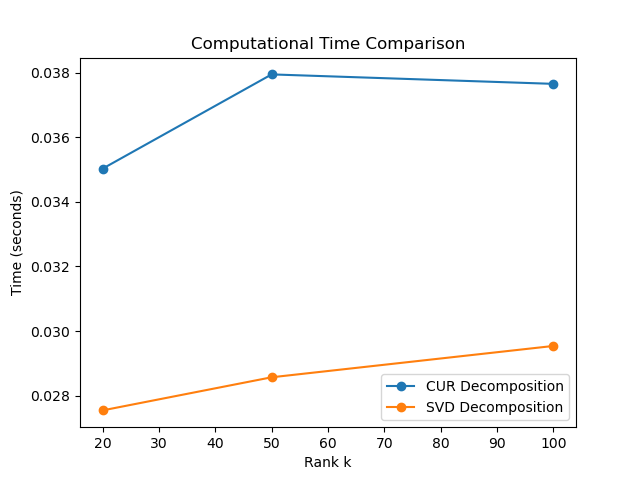 Computational Time Comparison
Time (seconds)
0.038
0.036
0.034
0.032
0.030
0.028
CUR Decomposition
SVD Decomposition
20 30 40 50 60 70 80 90 100
Rank k